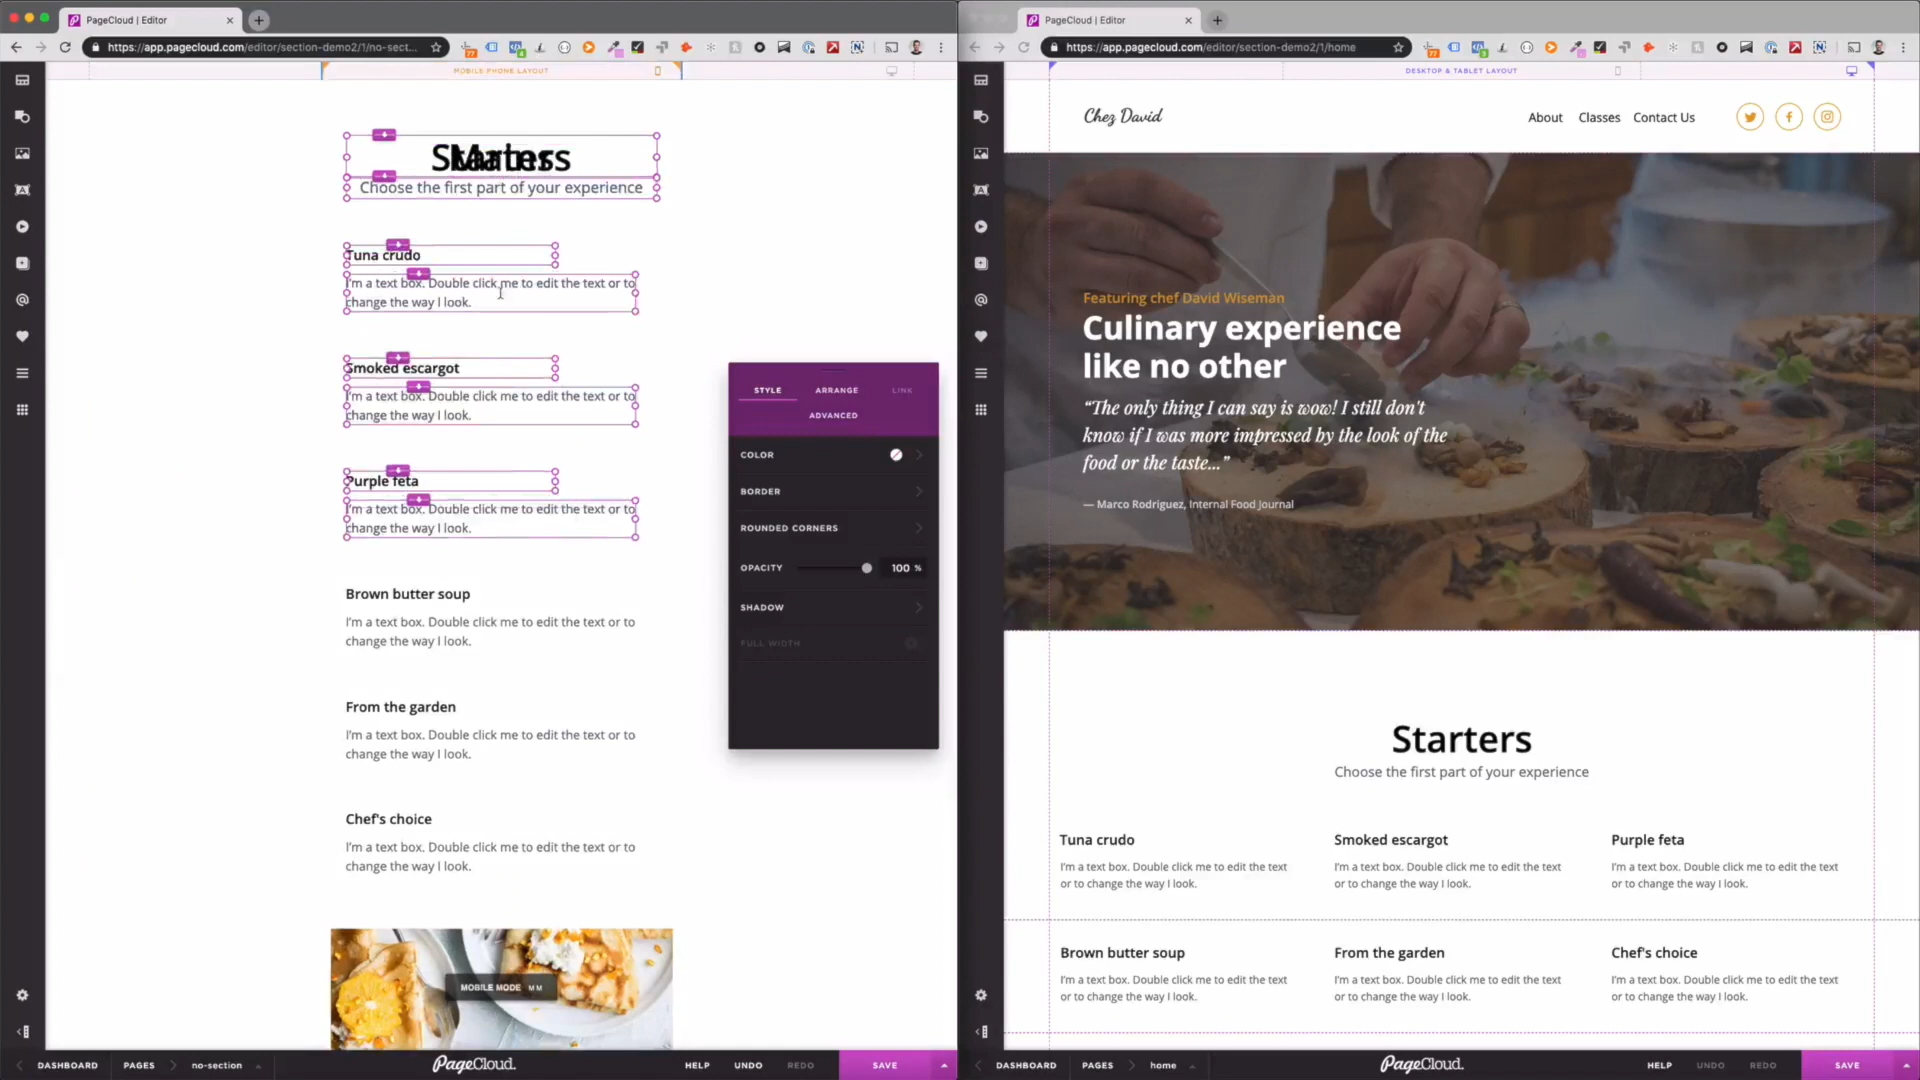 PageCloud | Editor
https://app.pagecloud.com/editor/section-demo2/1/no-sect...
MOBILE PHONE LAYOUT
Starters
Mains
Choose the first part of your experience
Tuna crudo
I'm a text box. Double click me to edit the text or to
change the way I look.
Smoked escargot
I'm a text box. Double click me to edit the text or to
change the way I look.
Purple feta
I'm a text box. Double click me to edit the text or to
change the way I look.
Brown butter soup
I'm a text box. Double click me to edit the text or to
change the way I look.
From the garden
I'm a text box. Double click me to edit the text or to
change the way I look.
Chef's choice
I'm a text box. Double click me to edit the text or to
change the way I look.
MOBILE MODE MM
STYLE ARRANGE LINK
ADVANCED
COLOR
BORDER
ROUNDED CORNERS
OPACITY 100 %
SHADOW
FULL WIDTH
DASHBOARD PAGES no-section PageCloud. HELP UNDO REDO SAVE
PageCloud | Editor
https://app.pagecloud.com/editor/section-demo2/1/home
DESKTOP & TABLET LAYOUT
Chez David About Classes Contact Us
Featuring chef David Wiseman
Culinary experience
like no other
“The only thing I can say is wow! I still don't
know if I was more impressed by the look of the
food or the taste...”
— Marco Rodriguez, Internal Food Journal
Starters
Choose the first part of your experience
Tuna crudo Smoked escargot Purple feta
I'm a text box. Double click me to edit the text I'm a text box. Double click me to edit the text I'm a text box. Double click me to edit the text
or to change the way I look. or to change the way I look. or to change the way I look.
Brown butter soup From the garden Chef's choice
I'm a text box. Double click me to edit the text I'm a text box. Double click me to edit the text I'm a text box. Double click me to edit the text
or to change the way I look. or to change the way I look. or to change the way I look.
DASHBOARD PAGES home PageCloud. HELP UNDO REDO SAVE